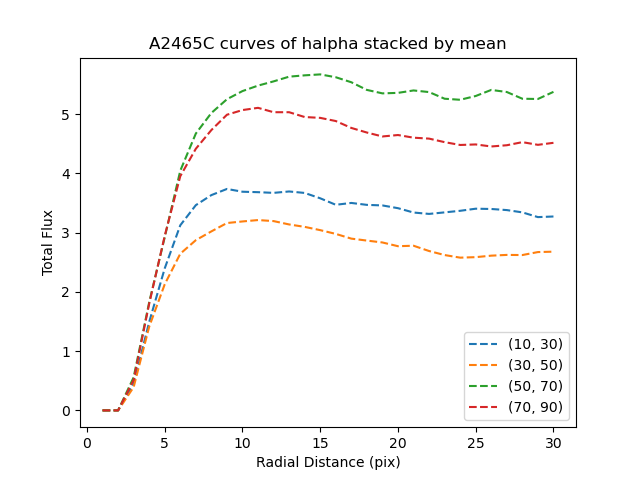 A2465C curves of halpha stacked by mean
Total Flux
5
4
3
2
1
0
0 5 10 15 20 25 30
Radial Distance (pix)
(10, 30)
(30, 50)
(50, 70)
(70, 90)